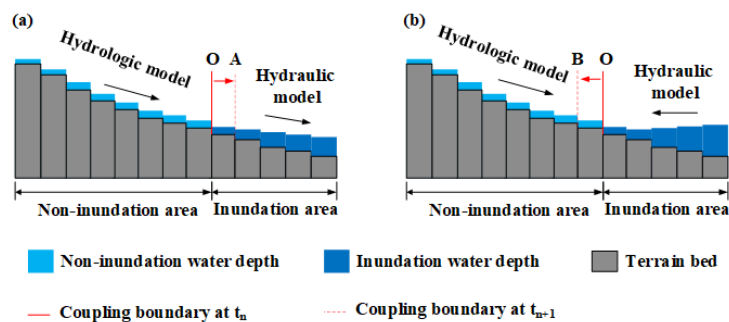 (a)
Hydrologic model
O A
Hydraulic
model
Non-inundation area
Inundation area
(b)
Hydrologic model
B O
Hydraulic
model
Non-inundation area
Inundation area
Non-inundation water depth
Inundation water depth
Terrain bed
Coupling boundary at tn
Coupling boundary at tn+1